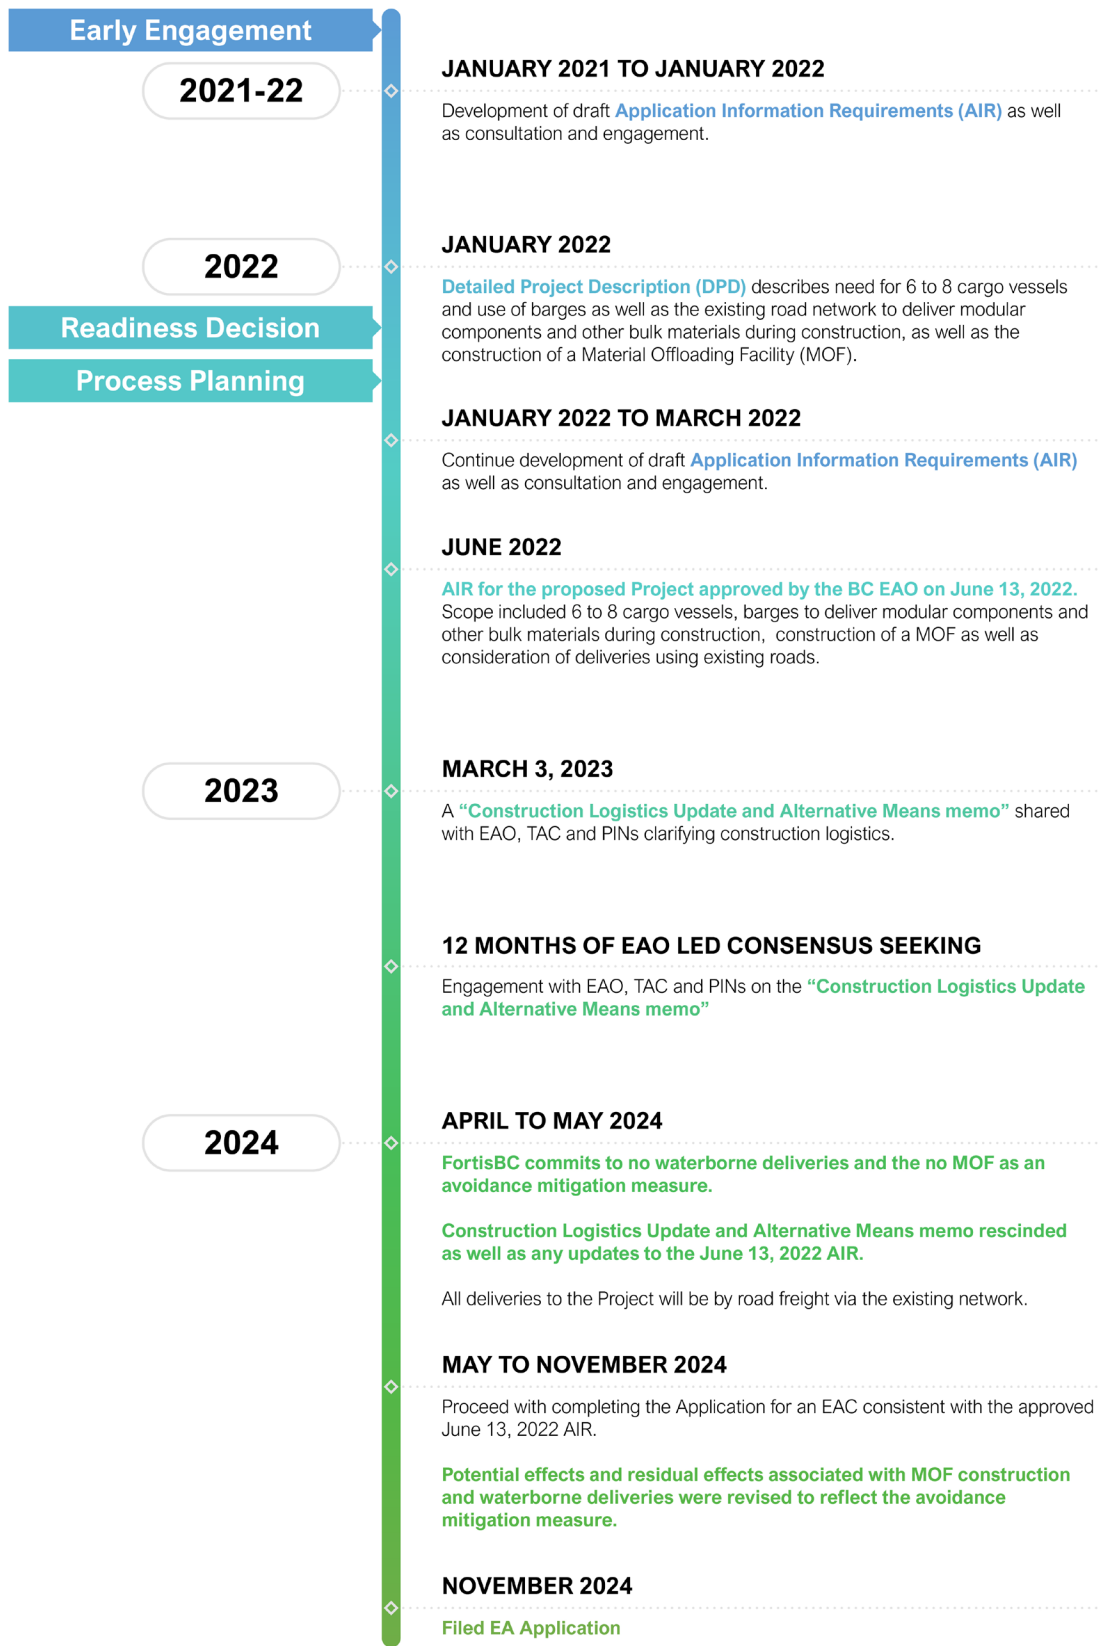 Early Engagement
2021-22
JANUARY 2021 TO JANUARY 2022
Development of draft Application Information Requirements (AIR) as well
as consultation and engagement.
2022
JANUARY 2022
Detailed Project Description (DPD) describes need for 6 to 8 cargo vessels
and use of barges as well as the existing road network to deliver modular
components and other bulk materials during construction, as well as the
construction of a Material Offloading Facility (MOF).
Readiness Decision
Process Planning
JANUARY 2022 TO MARCH 2022
Continue development of draft Application Information Requirements (AIR)
as well as consultation and engagement.
JUNE 2022
AIR for the proposed Project approved by the BC EAO on June 13, 2022.
Scope included 6 to 8 cargo vessels, barges to deliver modular components and
other bulk materials during construction, construction of a MOF as well as
consideration of deliveries using existing roads.
2023
MARCH 3, 2023
A “Construction Logistics Update and Alternative Means memo” shared
with EAO, TAC and PINs clarifying construction logistics.
12 MONTHS OF EAO LED CONSENSUS SEEKING
Engagement with EAO, TAC and PINs on the “Construction Logistics Update
and Alternative Means memo”
2024
APRIL TO MAY 2024
FortisBC commits to no waterborne deliveries and the no MOF as an
avoidance mitigation measure.
Construction Logistics Update and Alternative Means memo rescinded
as well as any updates to the June 13, 2022 AIR.
All deliveries to the Project will be by road freight via the existing network.
MAY TO NOVEMBER 2024
Proceed with completing the Application for an EAC consistent with the approved
June 13, 2022 AIR.
Potential effects and residual effects associated with MOF construction
and waterborne deliveries were revised to reflect the avoidance
mitigation measure.
NOVEMBER 2024
Filed EA Application